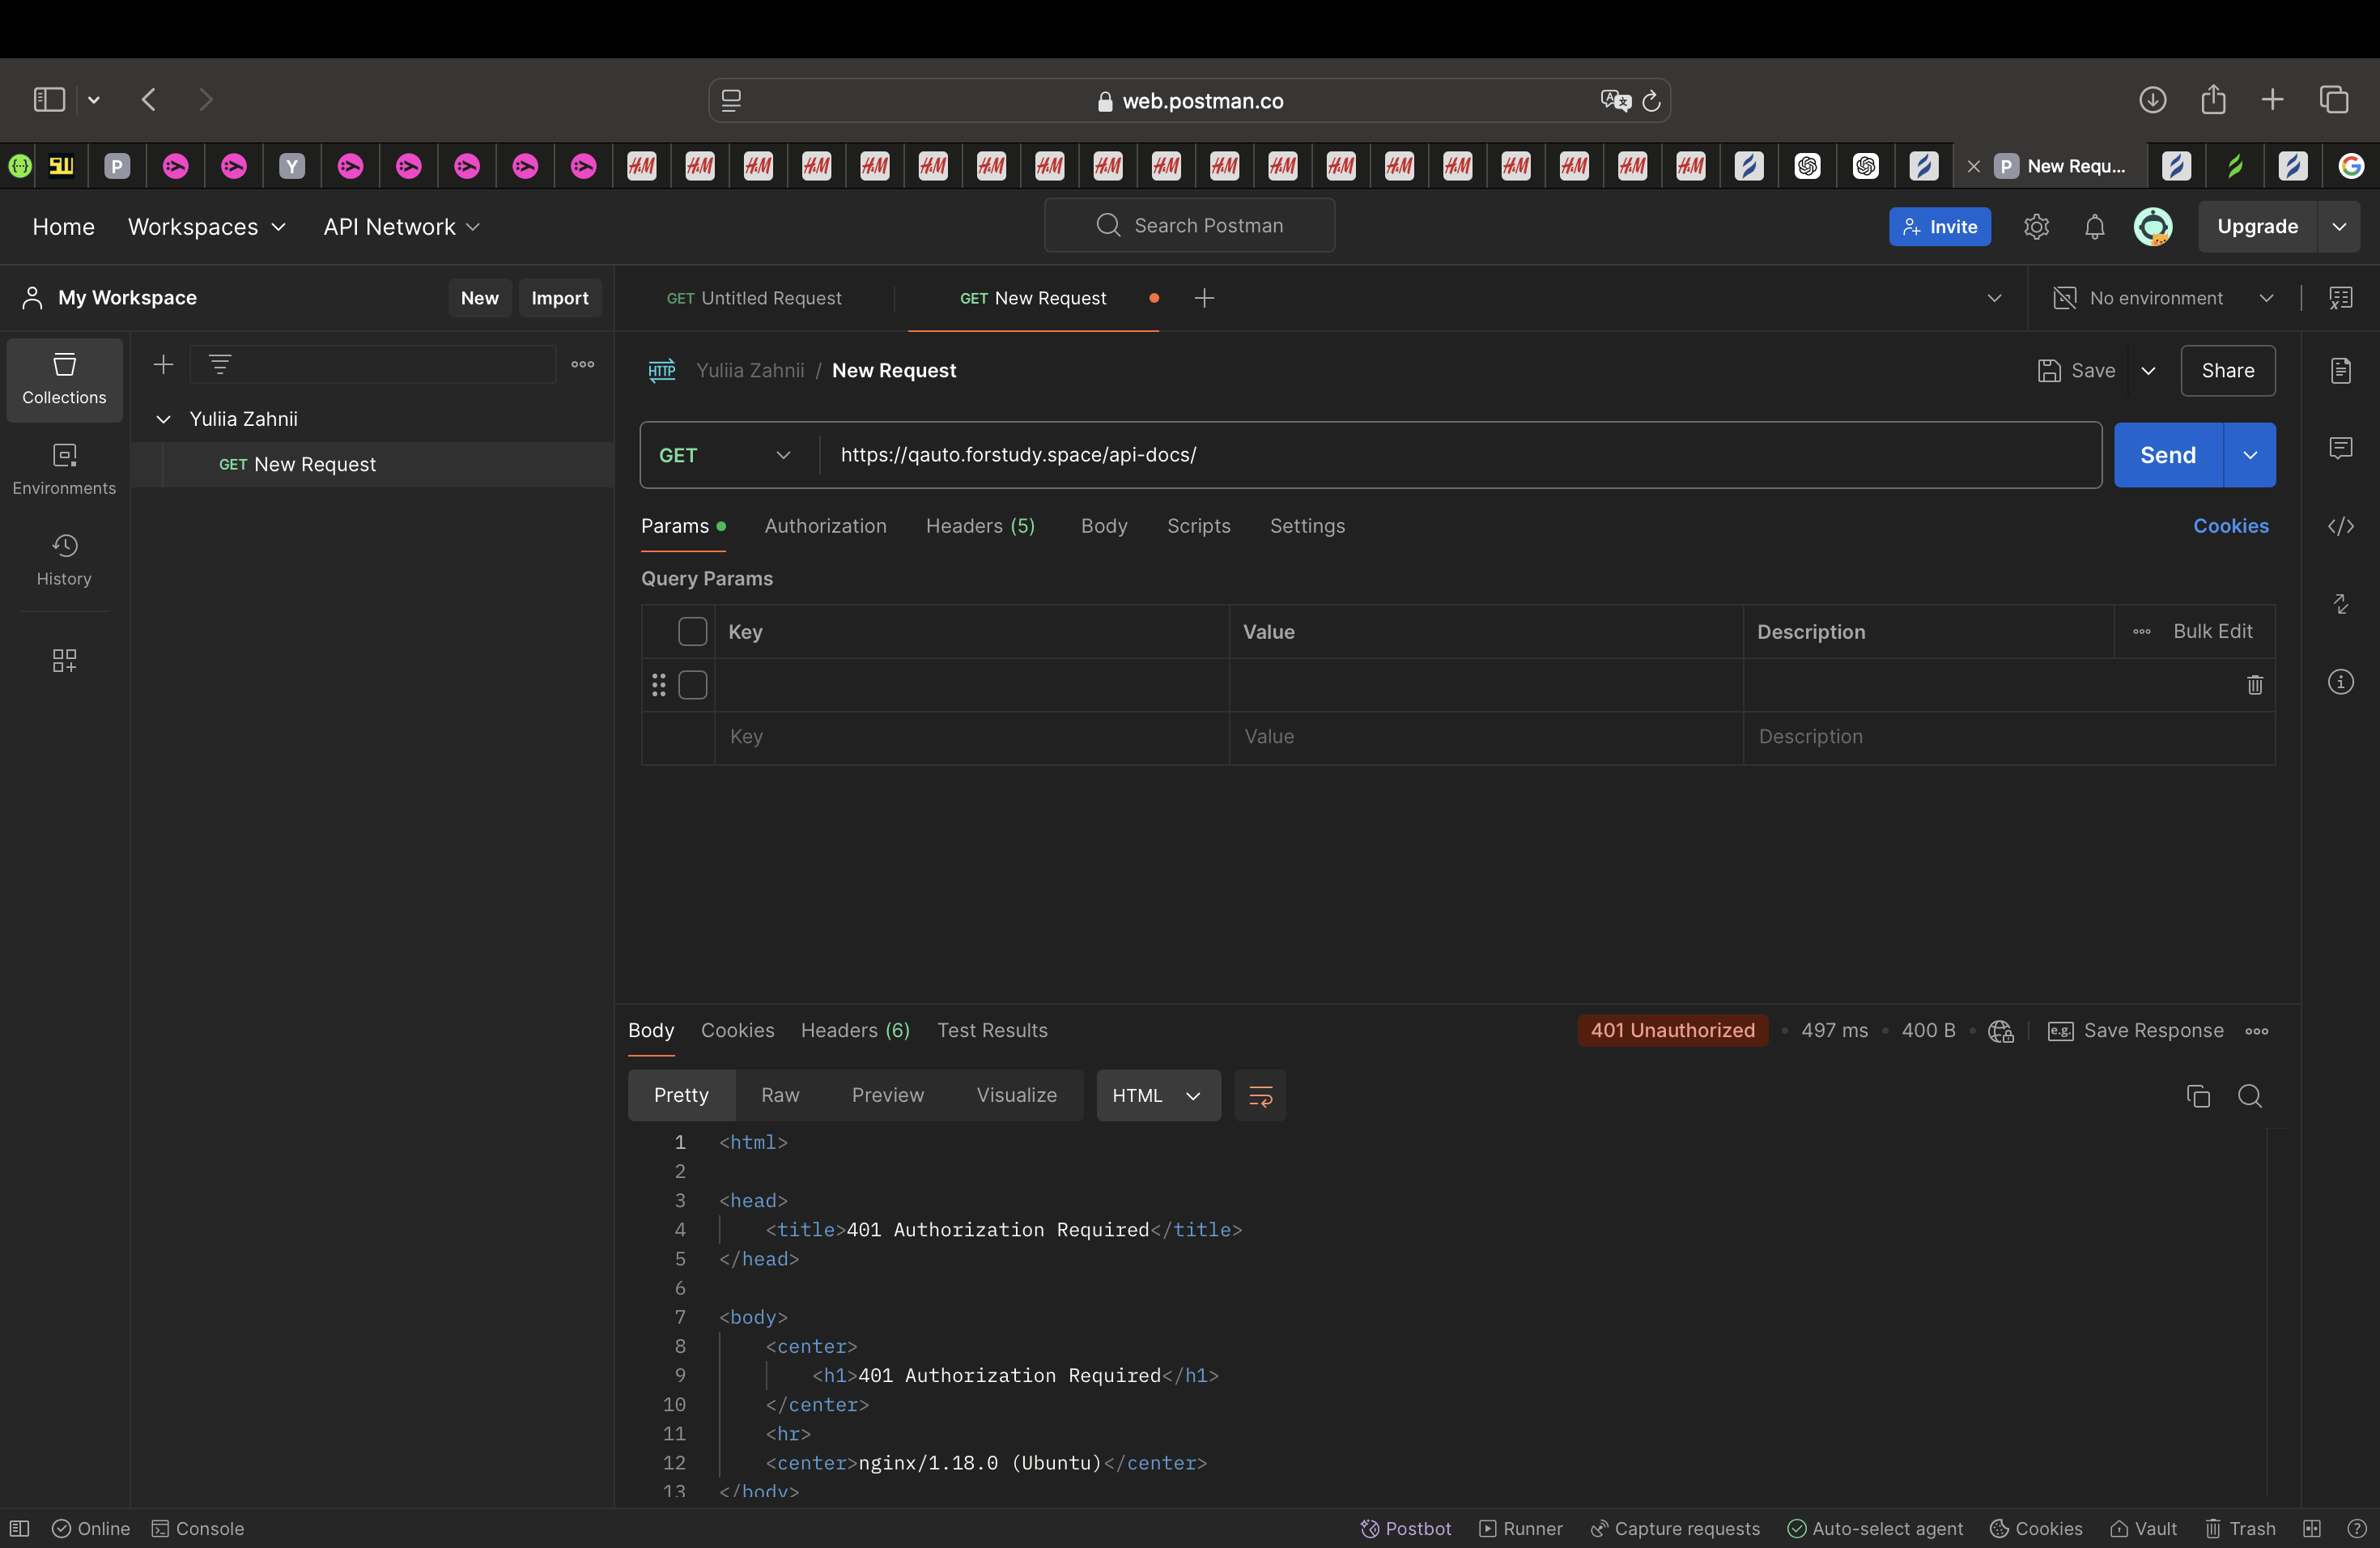 web.postman.co
SW P Y H&M H&M H&M H&M H&M H&M H&M H&M H&M H&M H&M H&M H&M H&M H&M H&M H&M H&M H&M P New Requ... G
Home Workspaces API Network Search Postman Invite Upgrade
My Workspace New Import GET Untitled Request GET New Request No environment
Collections
Environments
History
Yuliia Zahnii
GET New Request
HTTP Yuliia Zahnii / New Request Save Share
GET https://qauto.forstudy.space/api-docs/ Send
Params Authorization Headers (5) Body Scripts Settings Cookies
Query Params
Key Value Description Bulk Edit
Key Value Description
Body Cookies Headers (6) Test Results 401 Unauthorized 497 ms 400 B e.g. Save Response
Pretty Raw Preview Visualize HTML
1 <html>
2
3 <head>
4 <title>401 Authorization Required</title>
5 </head>
6
7 <body>
8 <center>
9 <h1>401 Authorization Required</h1>
10 </center>
11 <hr>
12 <center>nginx/1.18.0 (Ubuntu)</center>
13 </body>
Online Console Postbot Runner Capture requests Auto-select agent Cookies Vault Trash